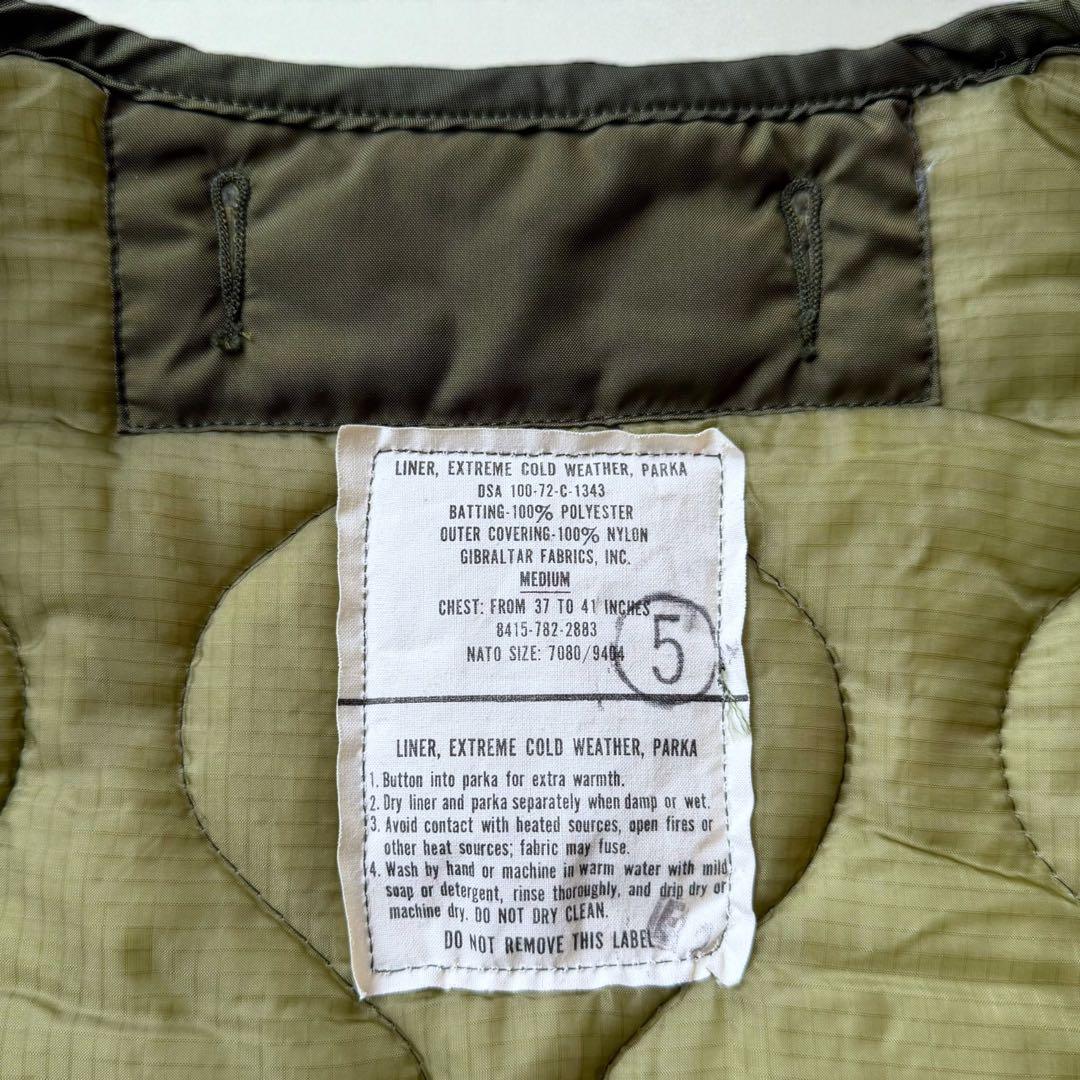 LINER, EXTREME COLD WEATHER, PARKA
DSA 100-72-C-1343
BATTING-100% POLYESTER
OUTER COVERING-100% NYLON
GIBRALTAR FABRICS, INC.
MEDIUM
CHEST: FROM 37 TO 41 INCHES
8415-782-2883
NATO SIZE: 7080/9404
5
LINER, EXTREME COLD WEATHER, PARKA
1. Button into parka for extra warmth.
2. Dry liner and parka separately when damp or wet.
3. Avoid contact with heated sources, open fires or
other heat sources; fabric may fuse.
4. Wash by hand or machine in warm water with mild
soap or detergent, rinse thoroughly, and drip dry or
machine dry. DO NOT DRY CLEAN.
DO NOT REMOVE THIS LABEL